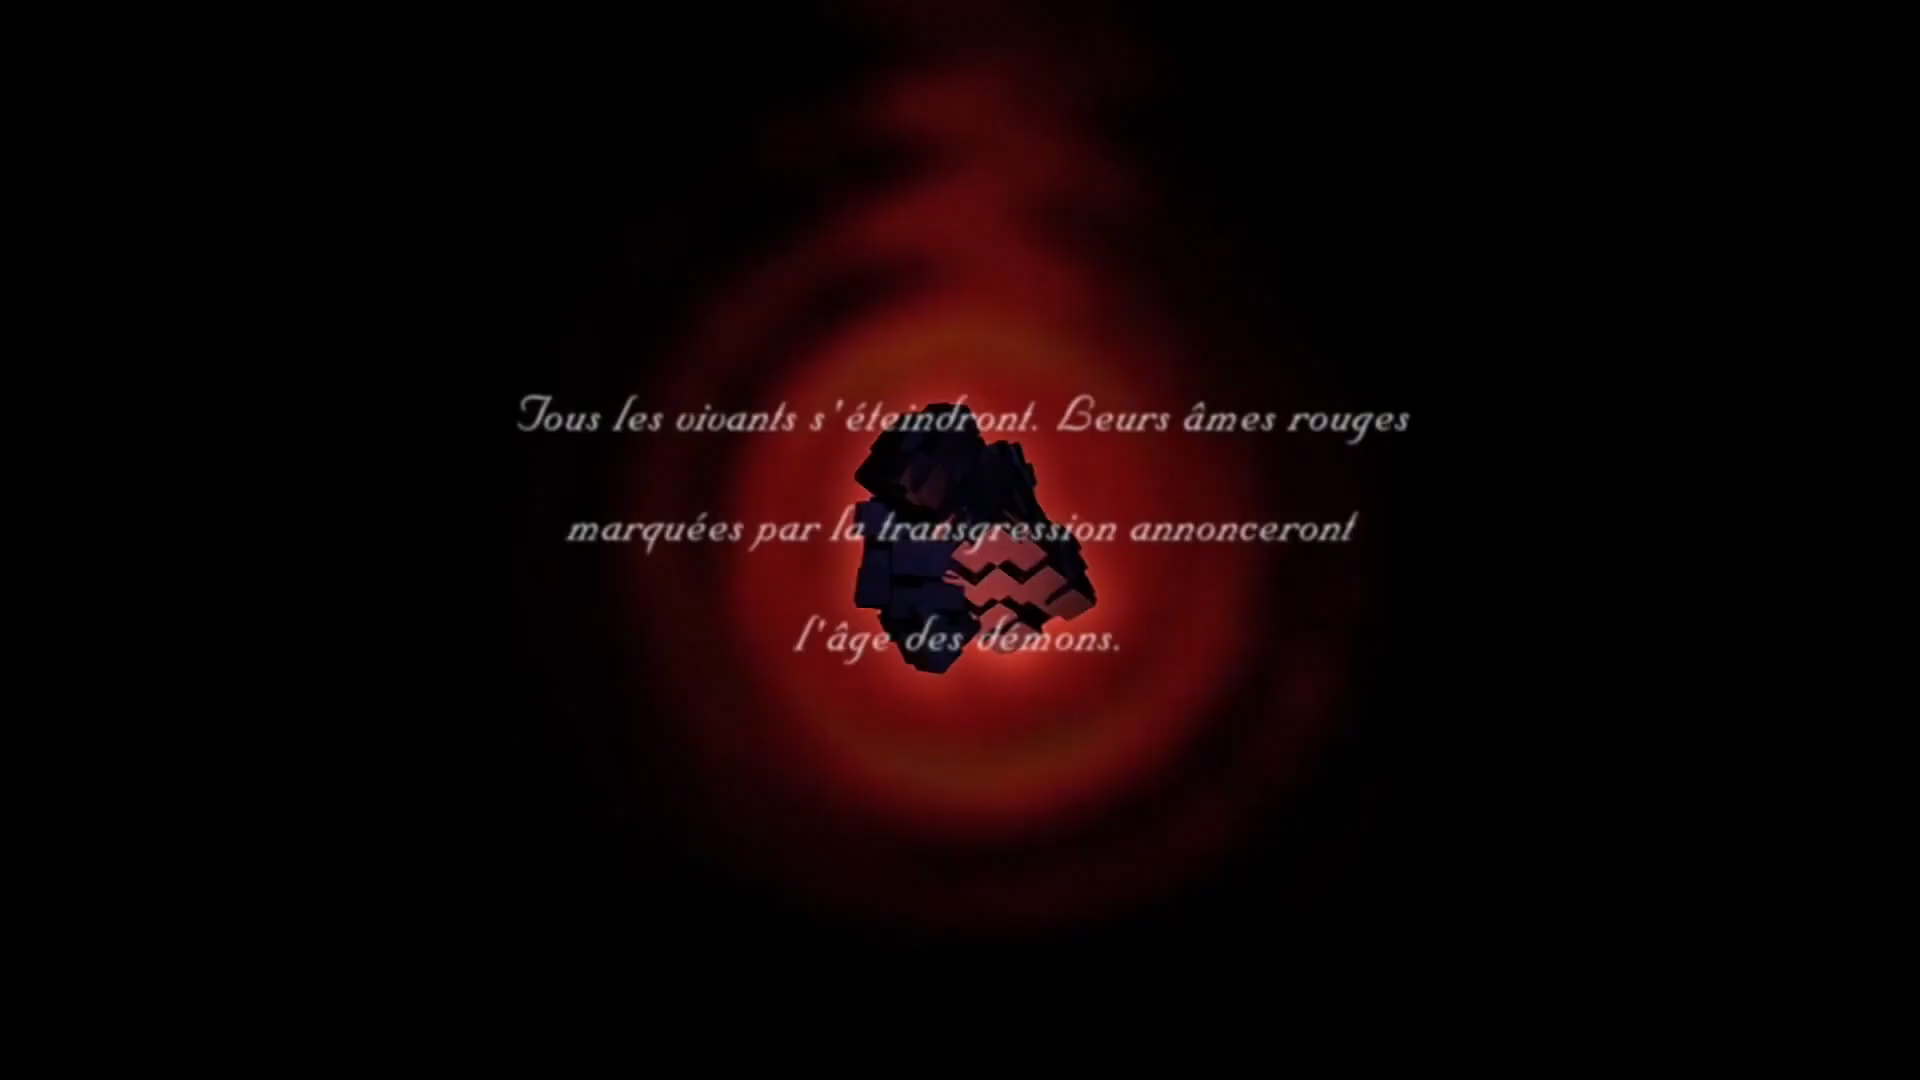 Tous les vivants s'éteindront. Leurs âmes rouges
marquées par la transgression annonceront
l'âge des démons.